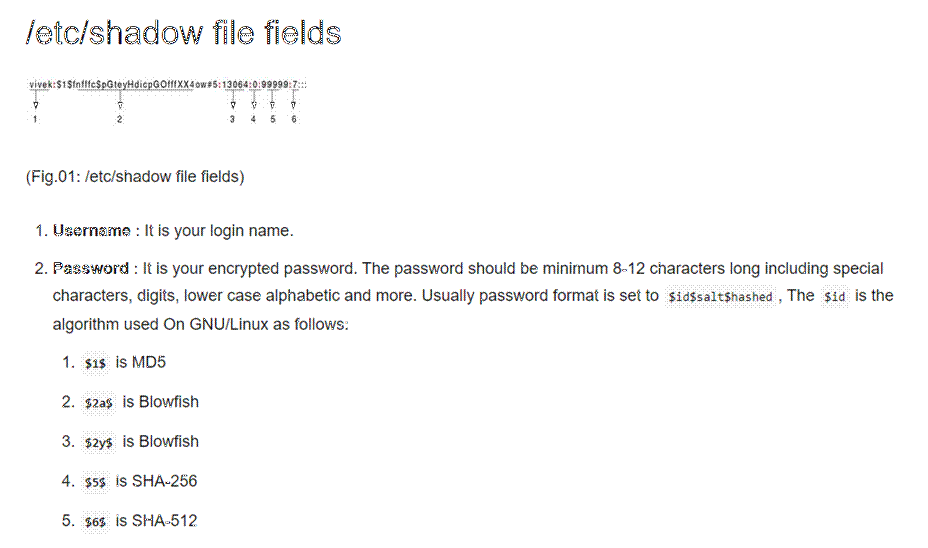 /etc/shadow file fields
vivek:$1$fnfffc$pGteyHdicpGOfffXX4ow#5:13064:0:99999:7:::
1 2 3 4 5 6
(Fig.01: /etc/shadow file fields)
1. Username : It is your login name.
2. Password : It is your encrypted password. The password should be minimum 8-12 characters long including special
characters, digits, lower case alphabetic and more. Usually password format is set to $id$salt$hashed , The $id is the
algorithm used On GNU/Linux as follows:
1. $1$ is MD5
2. $2a$ is Blowfish
3. $2y$ is Blowfish
4. $5$ is SHA-256
5. $6$ is SHA-512